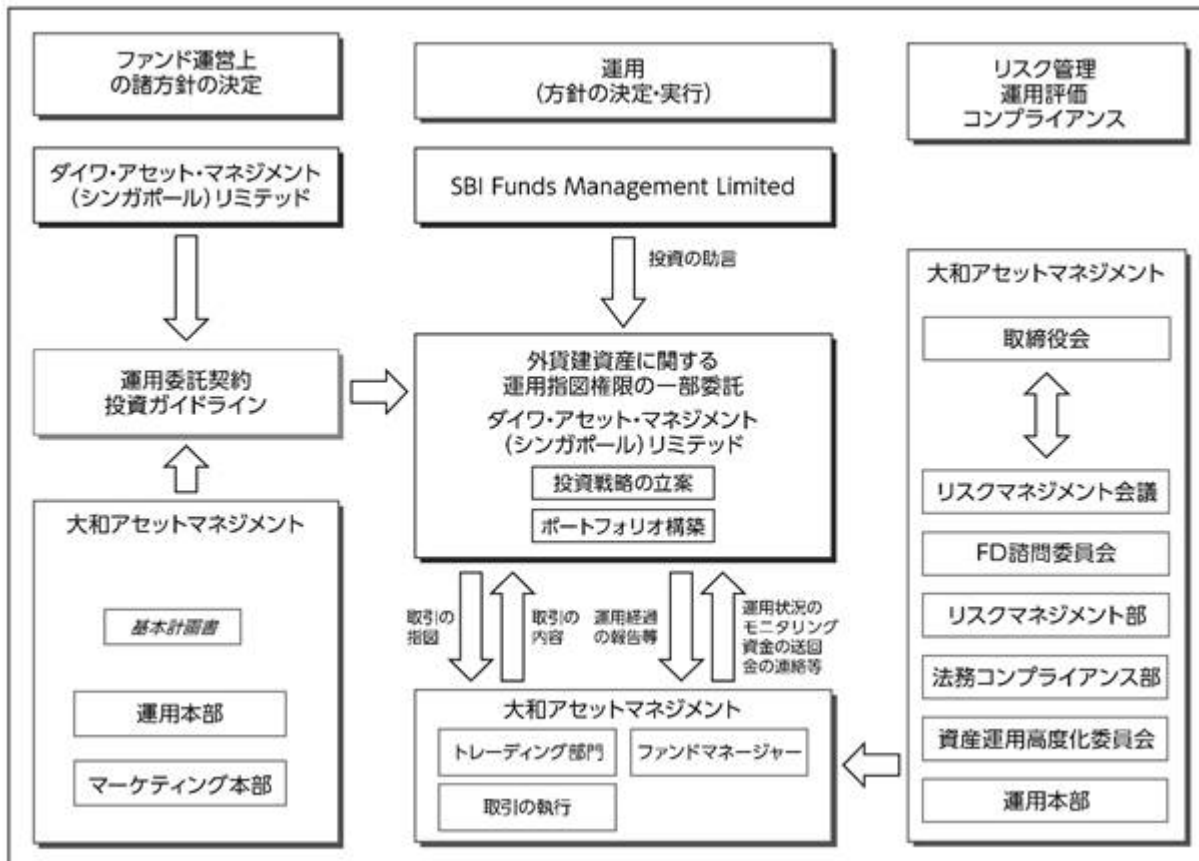 ファンド運営上
の諸方針の決定
ダイワ・アセット・マネジメント
(シンガポール)リミテッド
運用委託契約
投資ガイドライン
大和アセットマネジメント
基本計画書
運用本部
マーケティング本部
運用
(方針の決定・実行)
SBI Funds Management Limited
投資の助言
外貨建資産に関する
運用指図権限の一部委託
ダイワ・アセット・マネジメント
(シンガポール)リミテッド
投資戦略の立案
ポートフォリオ構築
取引の
指図
取引の
内容
運用経過
の報告等
運用状況の
モニタリング
資金の送回
金の連絡等
大和アセットマネジメント
トレーディング部門
ファンドマネージャー
取引の執行
リスク管理
運用評価
コンプライアンス
大和アセットマネジメント
取締役会
リスクマネジメント会議
FD諮問委員会
リスクマネジメント部
法務コンプライアンス部
資産運用高度化委員会
運用本部